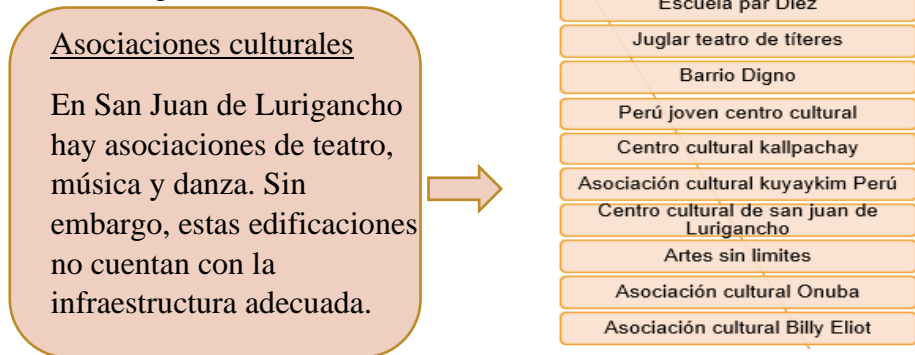 Asociaciones culturales
En San Juan de Lurigancho
hay asociaciones de teatro,
música y danza. Sin
embargo, estas edificaciones
no cuentan con la
infraestructura adecuada.
Escuela par Diez
Juglar teatro de títeres
Barrio Digno
Perú joven centro cultural
Centro cultural kallpachay
Asociación cultural kuyaykim Perú
Centro cultural de san juan de
Lurigancho
Artes sin limites
Asociación cultural Onuba
Asociación cultural Billy Eliot